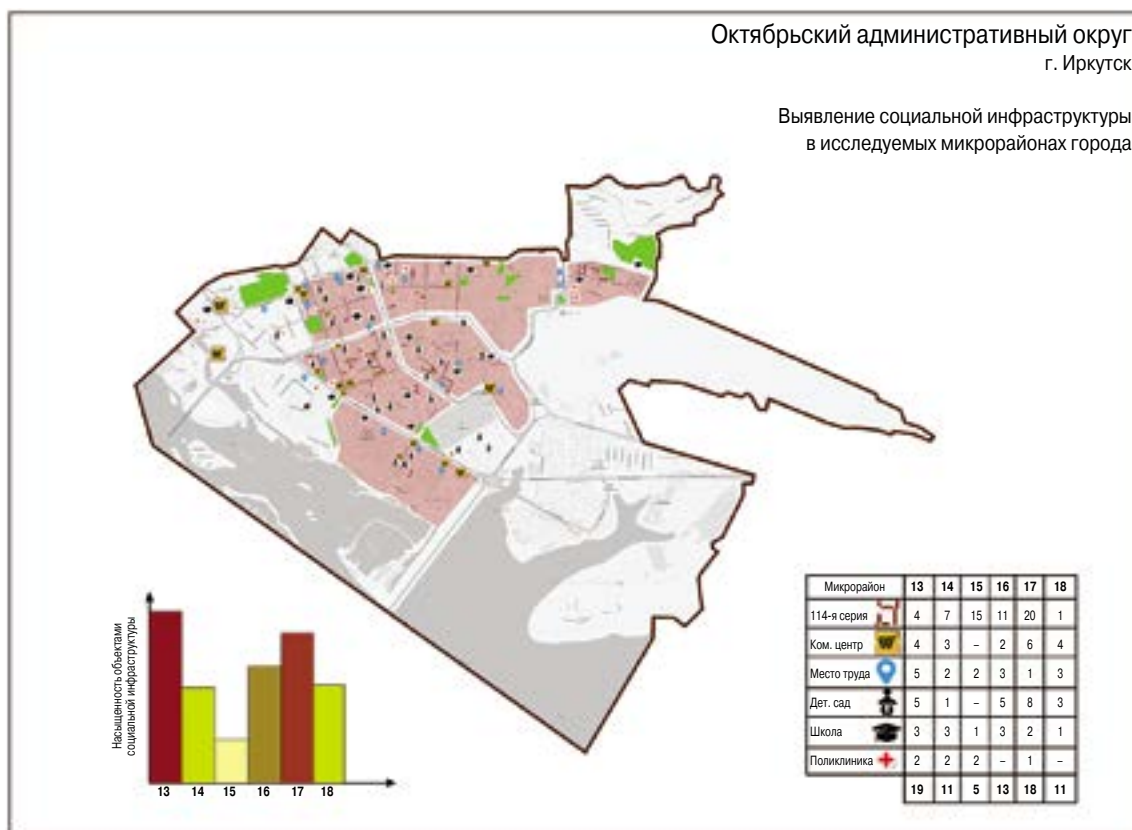 Октябрьский административный округ
г. Иркутск
Выявление социальной инфраструктуры
в исследуемых микрорайонах города
Насыщенность объектами
социальной инфраструктуры
13 14 15 16 17 18
Микрорайон 13 14 15 16 17 18
114-я серия 4 7 15 11 20 1
Ком. центр W 4 3 – 2 6 4
Место труда 5 2 2 3 1 3
Дет. сад 5 1 – 5 8 3
Школа 3 3 1 3 2 1
Поликлиника 2 2 2 – 1 –
19 11 5 13 18 11